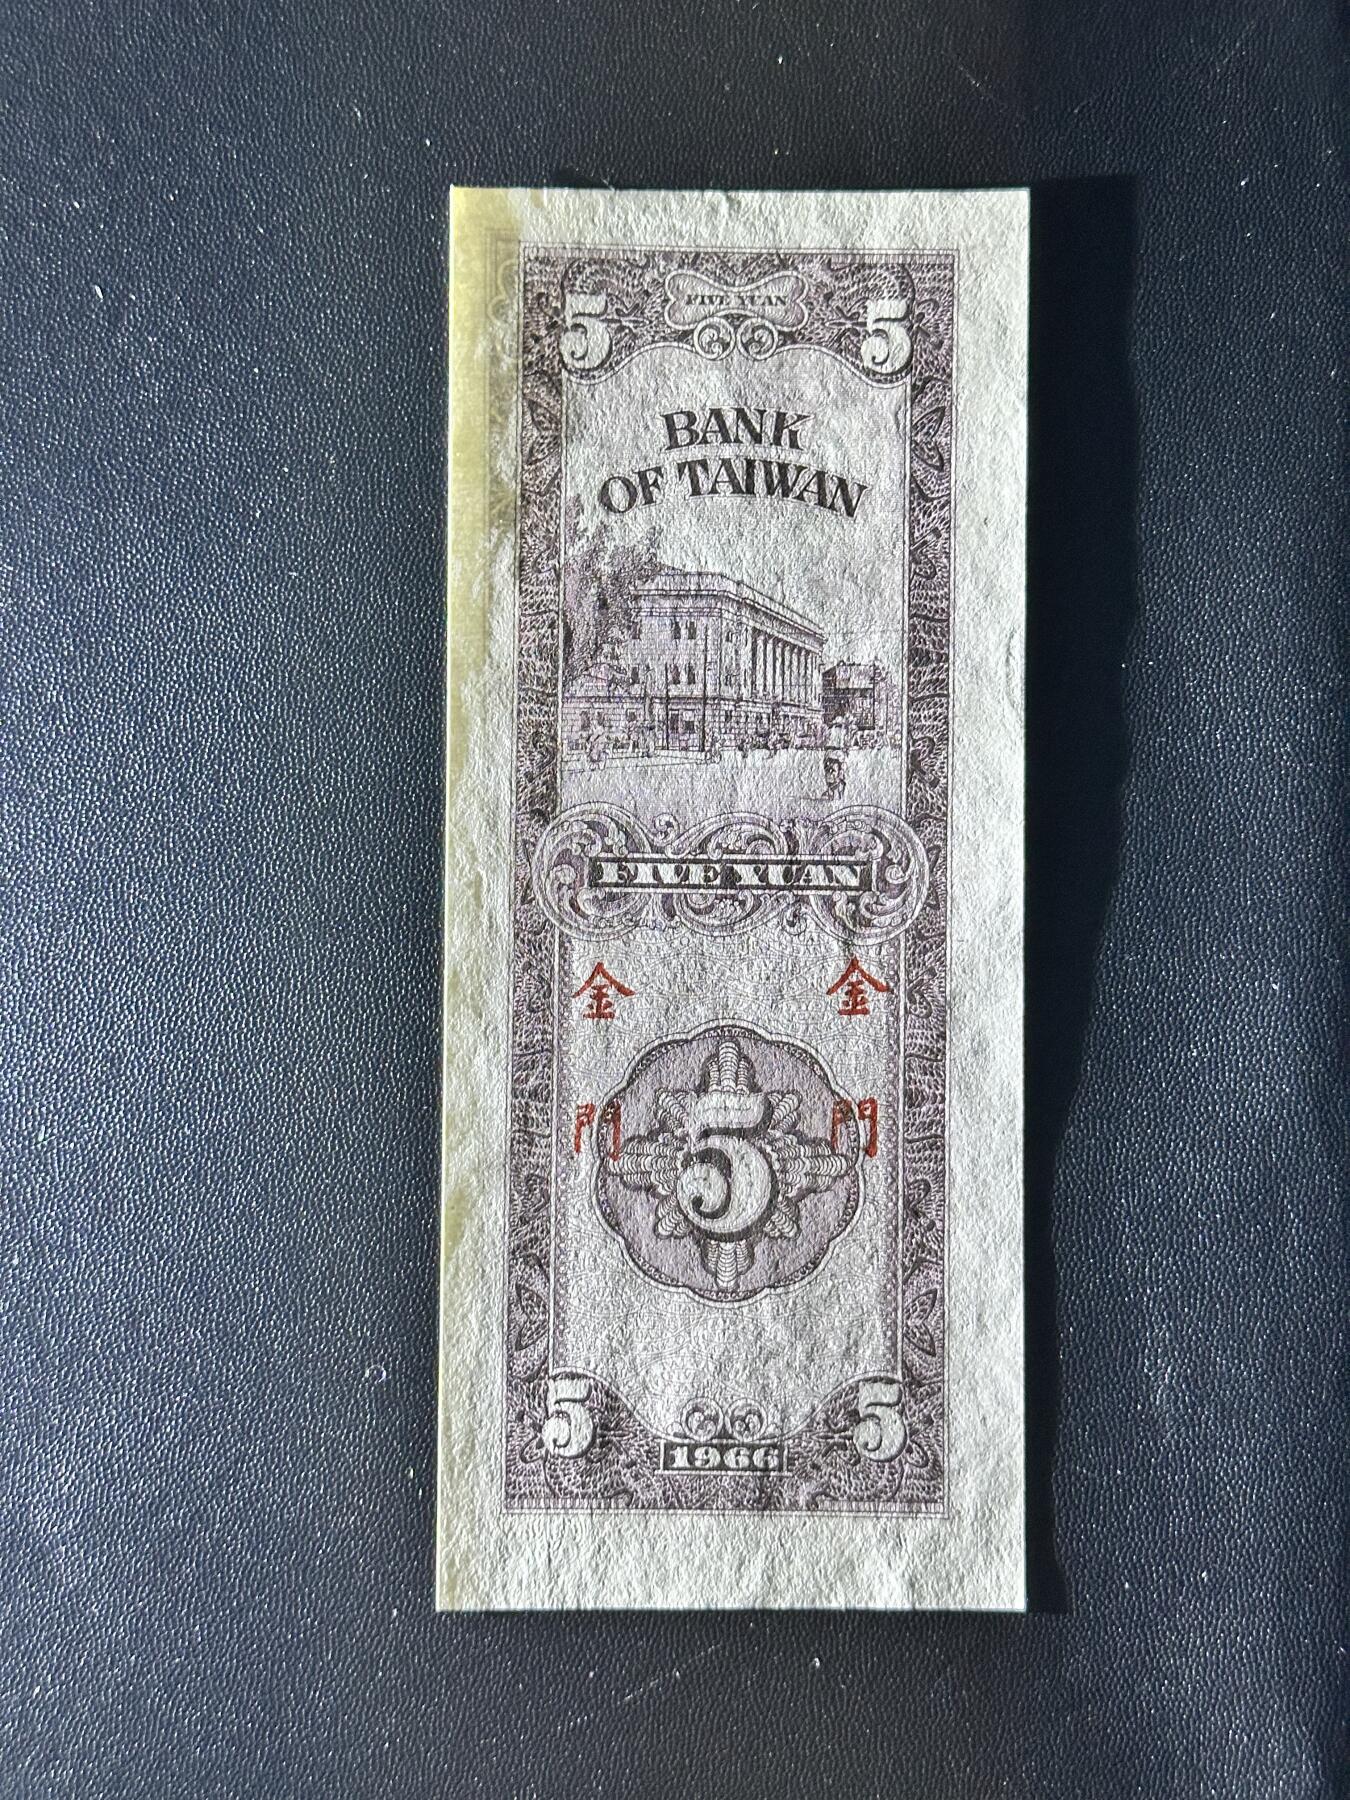 FIVE YUAN
5 5
BANK
OF TAIWAN
FIVE YUAN
金 金
門 門
5
5 5
1966